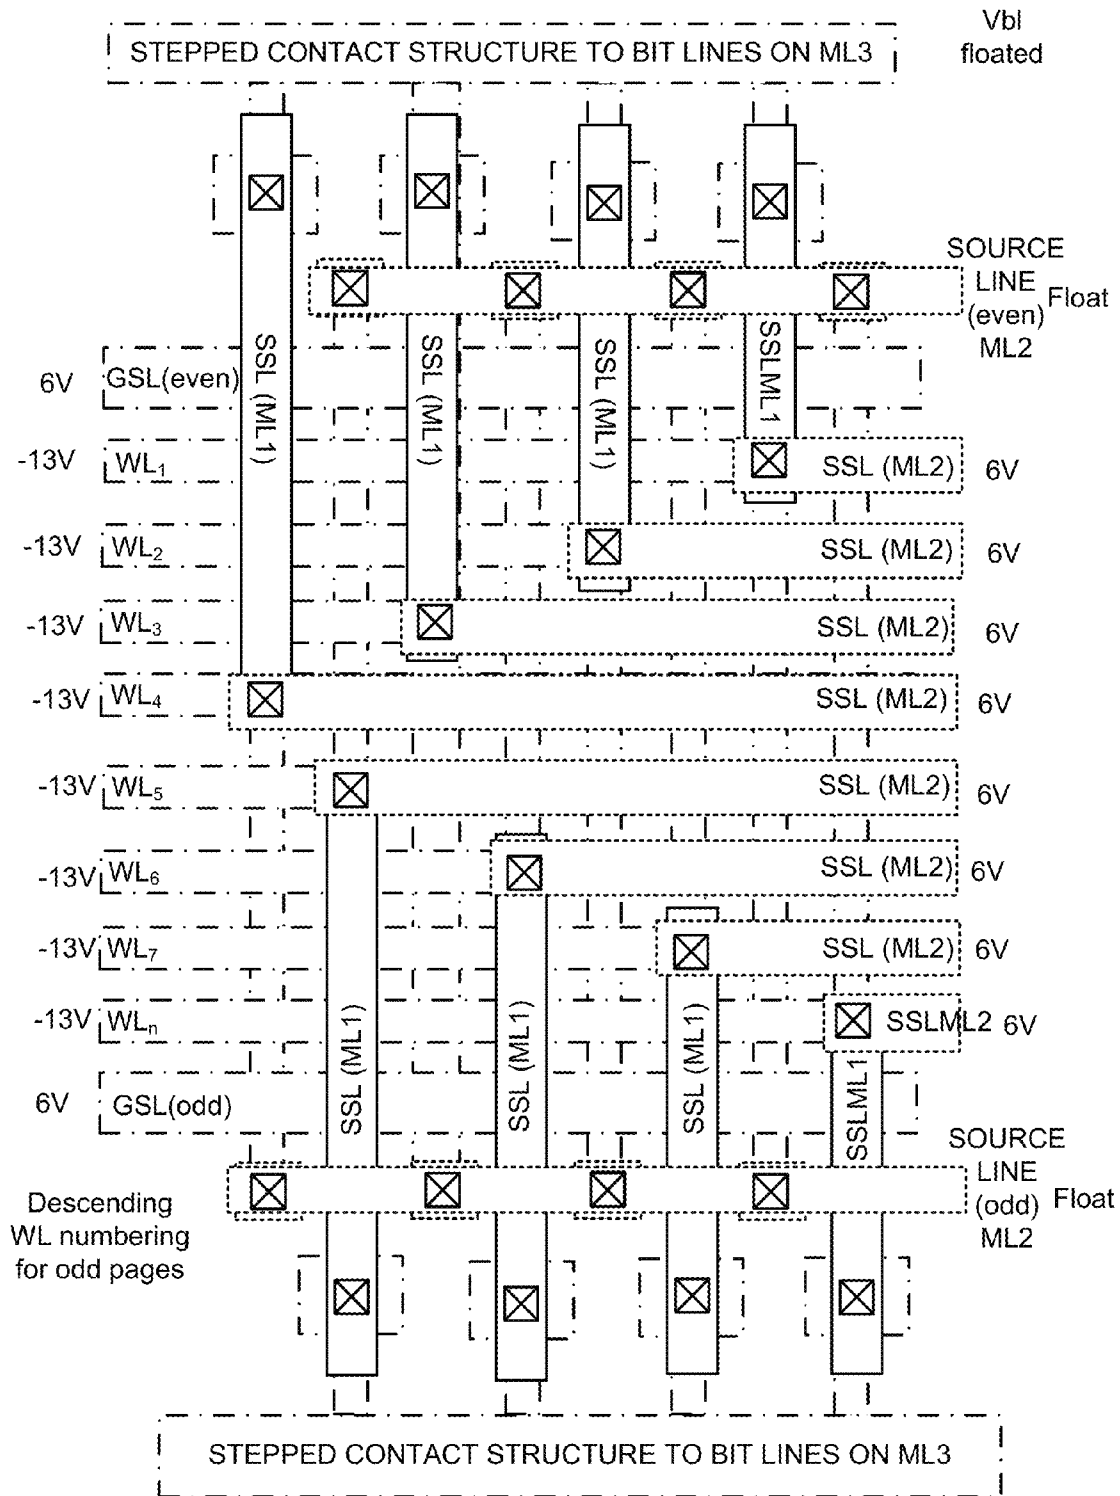 Vbl
floated
STEPPED CONTACT STRUCTURE TO BIT LINES ON ML3
SOURCE
LINE
(even)
ML2
Float
SSL (ML1)
SSL (ML1)
SSL (ML1)
SSLML1
6V
GSL(even)
-13V
WL1
SSL (ML2)
6V
-13V
WL2
SSL (ML2)
6V
-13V
WL3
SSL (ML2)
6V
-13V
WL4
SSL (ML2)
6V
-13V
WL5
SSL (ML2)
6V
-13V
WL6
SSL (ML2)
6V
-13V
WL7
SSL (ML2)
6V
-13V
WLn
SSLML2
6V
SSL (ML1)
SSL (ML1)
SSL (ML1)
SSLML1
6V
GSL(odd)
SOURCE
LINE
(odd)
ML2
Float
Descending
WL numbering
for odd pages
STEPPED CONTACT STRUCTURE TO BIT LINES ON ML3